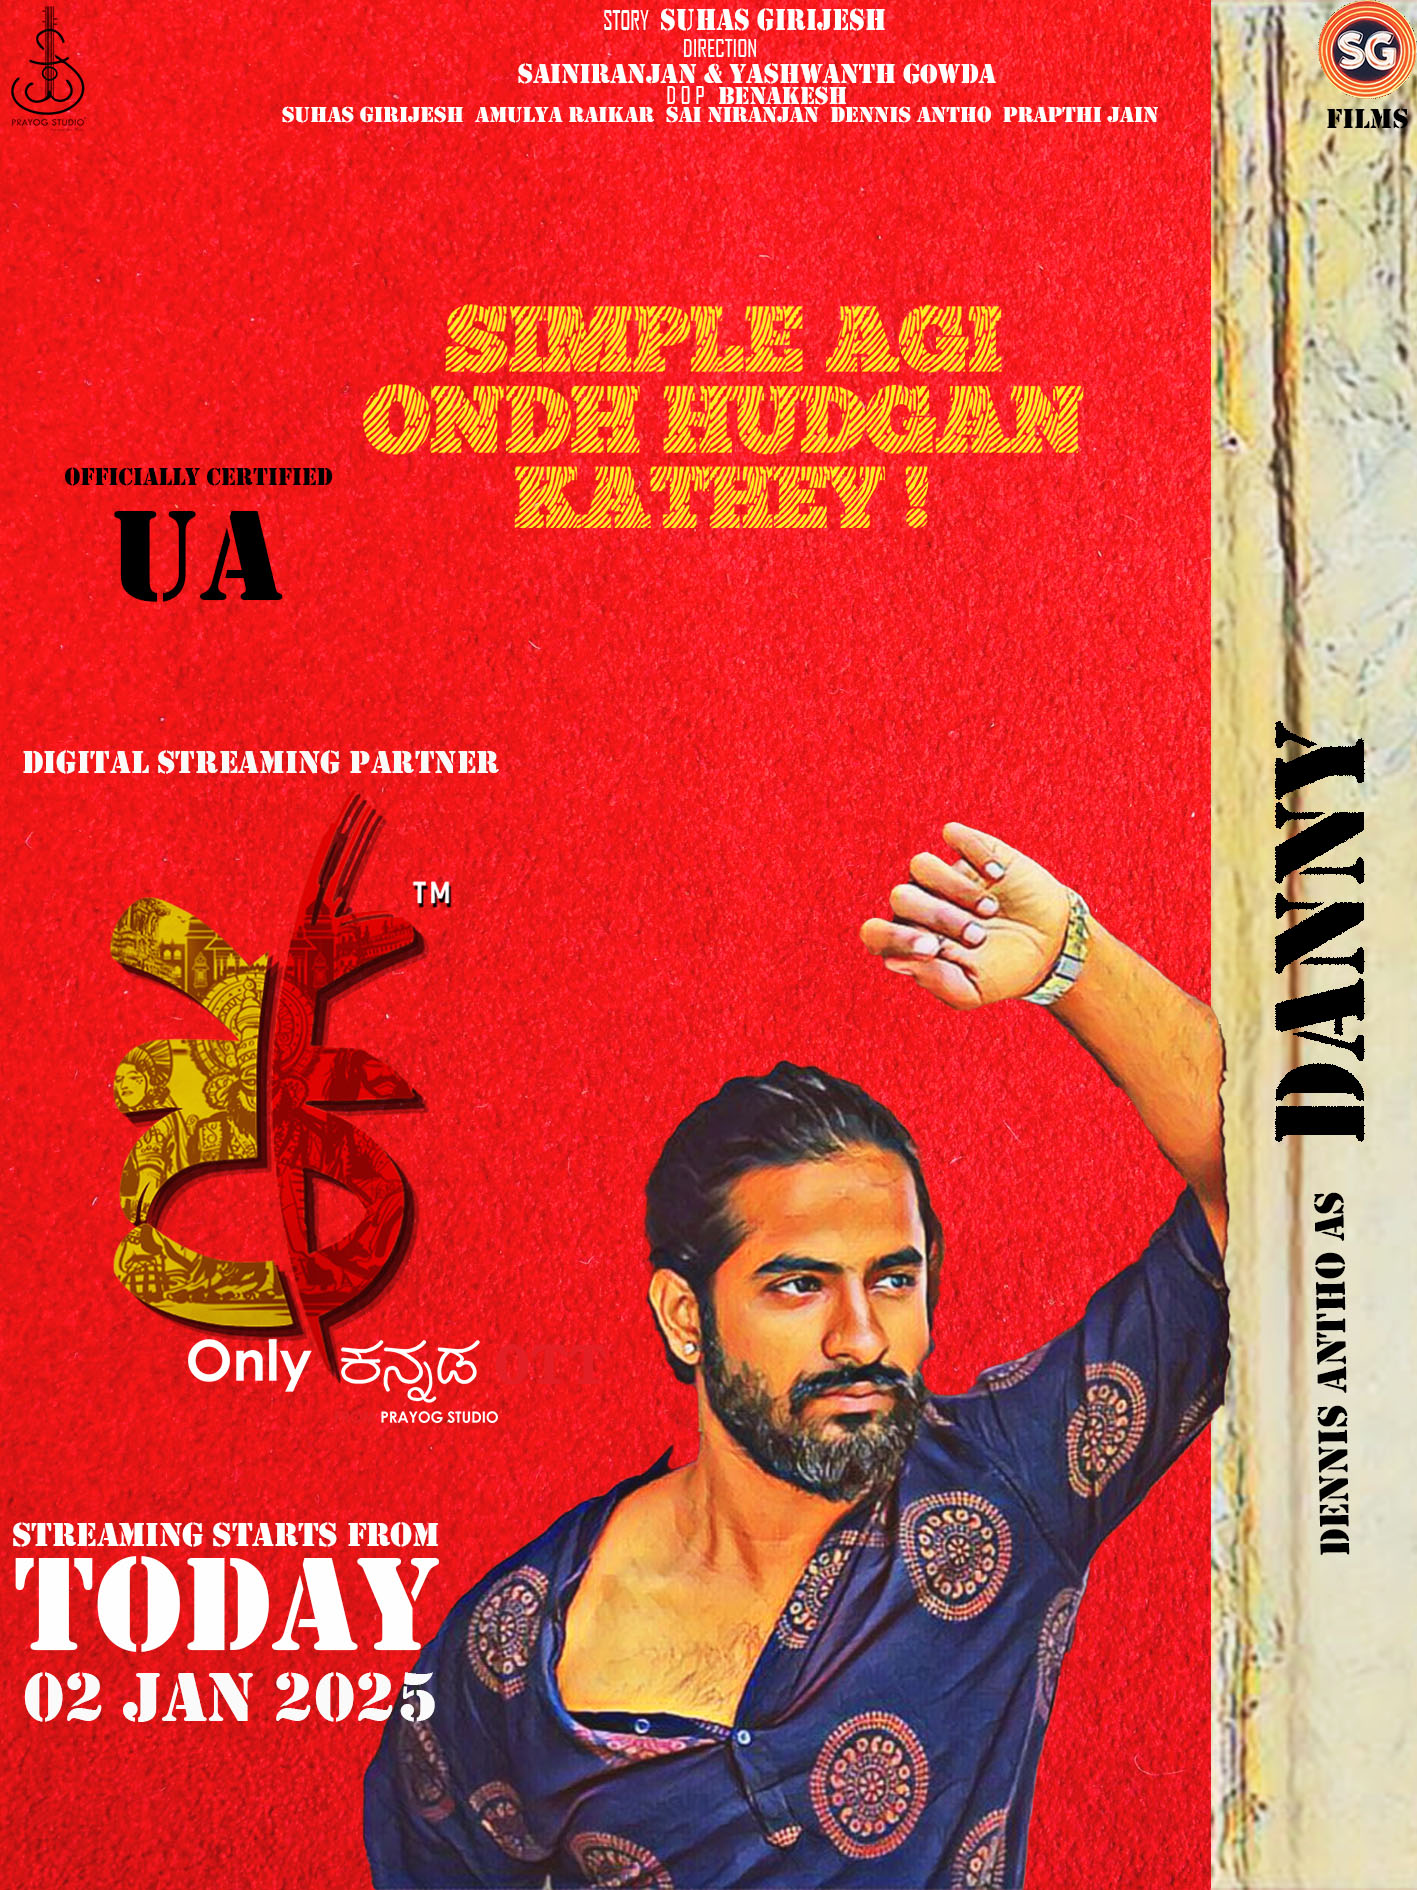 STORY SUHAS GIRIJESH
DIRECTION
SAINIRANJAN & YASHWANTH GOWDA
D O P BENAKESH
SUHAS GIRIJESH AMULYA RAIKAR SAI NIRANJAN DENNIS ANTHO PRAPTHI JAIN
PRAYOG STUDIO
SG
FILMS
SIMPLE AGI
ONDH HUDGAN
KATHEY !
OFFICIALLY CERTIFIED
UA
DIGITAL STREAMING PARTNER
TM
Only ಕನ್ನಡ OTT
PRAYOG STUDIO
STREAMING STARTS FROM
TODAY
02 JAN 2025
DENNIS ANTHO AS DANNY